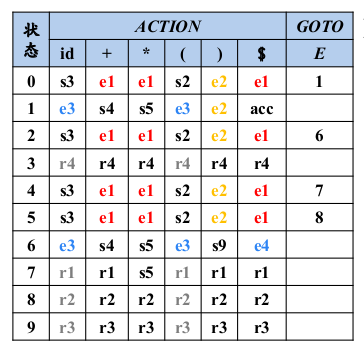 状态 ACTION GOTO
id + * ( ) $ E
0 s3 e1 e1 s2 e2 e1 1
1 e3 s4 s5 e3 e2 acc
2 s3 e1 e1 s2 e2 e1 6
3 r4 r4 r4 r4 r4 r4
4 s3 e1 e1 s2 e2 e1 7
5 s3 e1 e1 s2 e2 e1 8
6 e3 s4 s5 e3 s9 e4
7 r1 r1 s5 r1 r1 r1
8 r2 r2 r2 r2 r2 r2
9 r3 r3 r3 r3 r3 r3